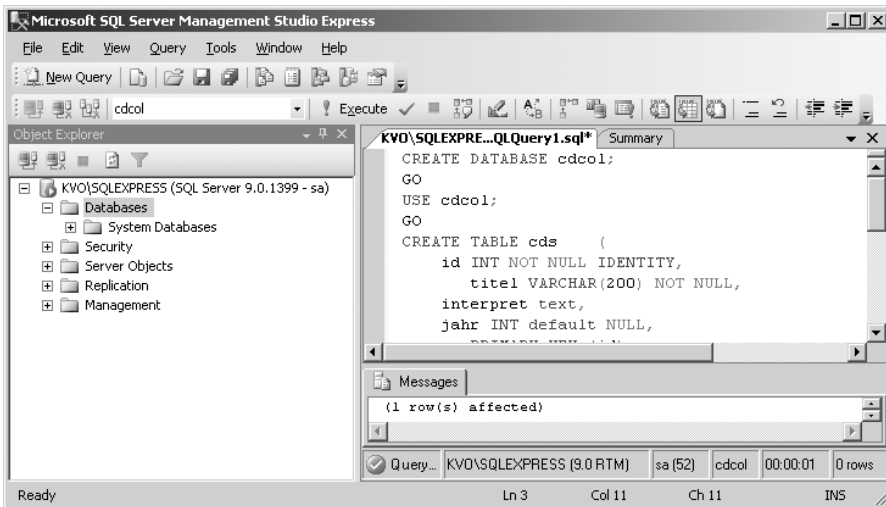 Microsoft SQL Server Management Studio Express
File Edit View Query Tools Window Help
New Query
cdcol Execute
Object Explorer
KVO\SQLEXPRESS (SQL Server 9.0.1399 - sa)
Databases
System Databases
Security
Server Objects
Replication
Management
KVO\SQLEXPRE...QLQuery1.sql* Summary
CREATE DATABASE cdcol;
GO
USE cdcol;
GO
CREATE TABLE cds (
id INT NOT NULL IDENTITY,
titel VARCHAR(200) NOT NULL,
interpret text,
jahr INT default NULL,
Messages
(1 row(s) affected)
Query... KVO\SQLEXPRESS (9.0 RTM) sa (52) cdcol 00:00:01 0 rows
Ready Ln 3 Col 11 Ch 11 INS